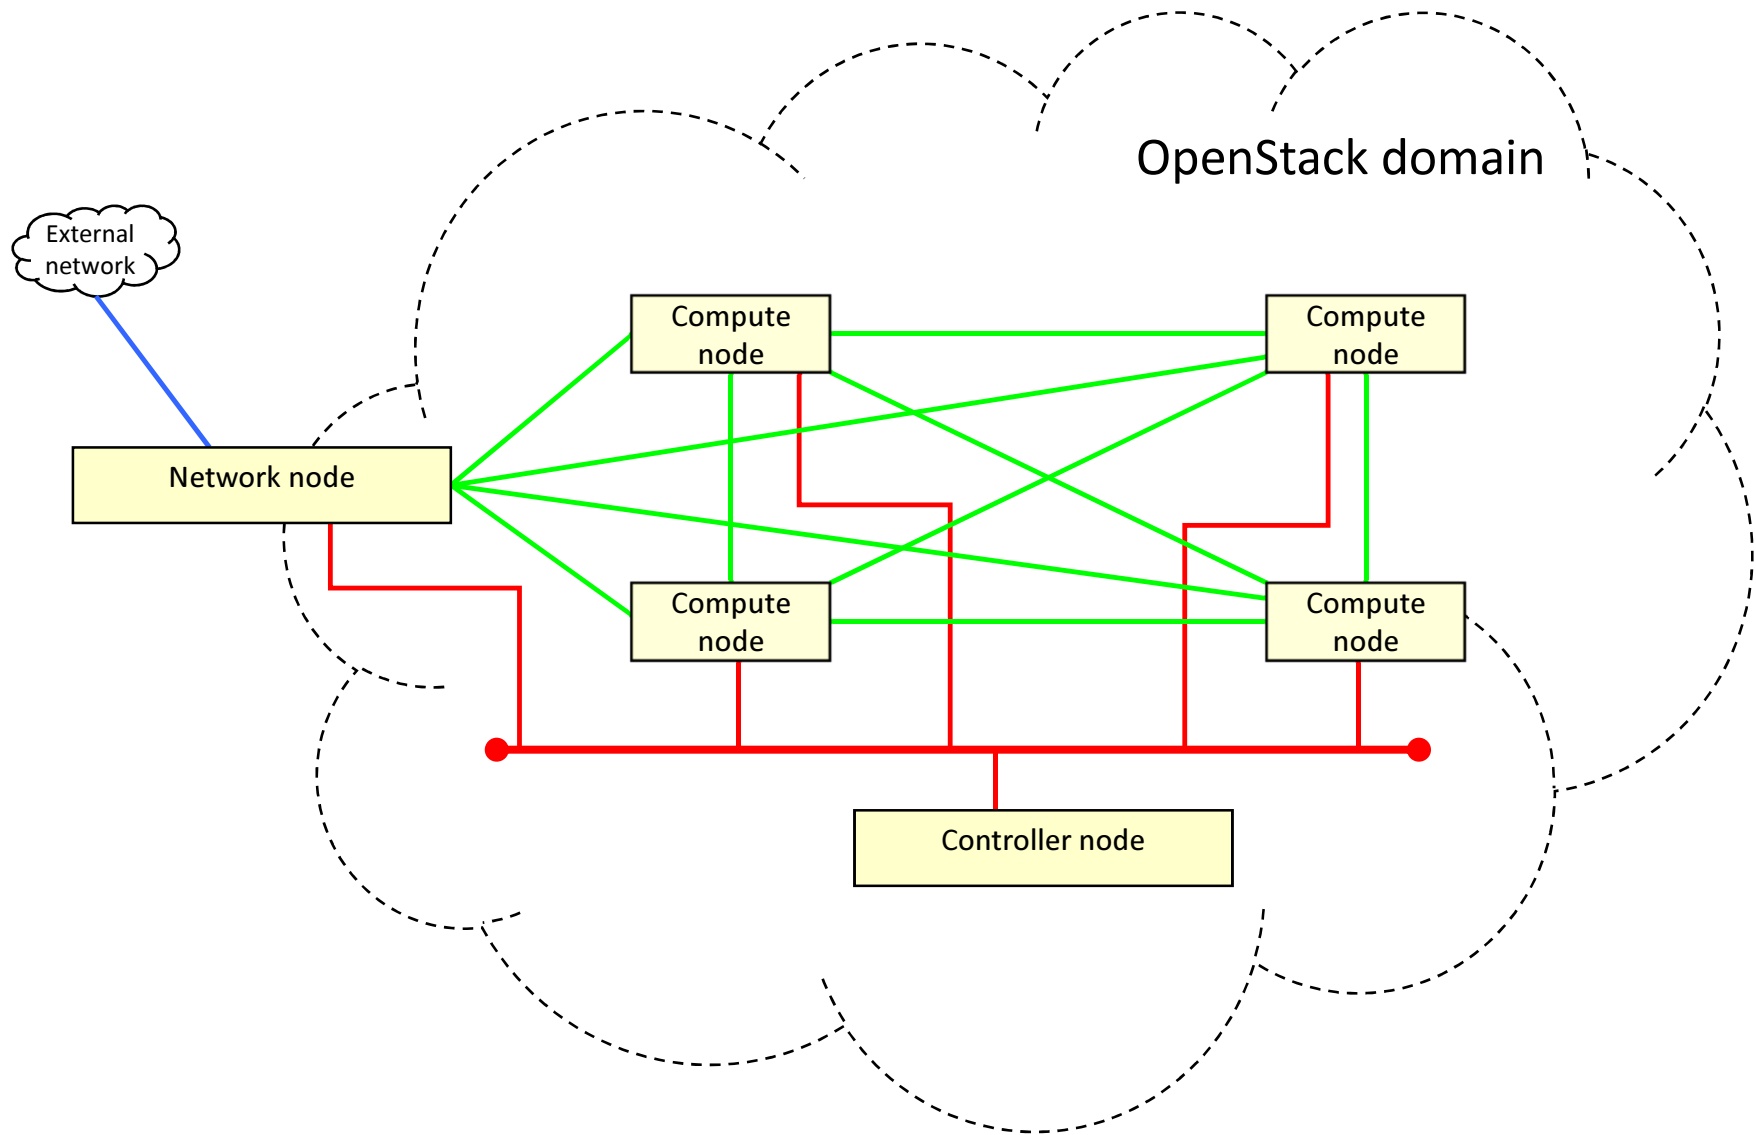 OpenStack domain
External
network
Compute
node
Compute
node
Network node
Compute
node
Compute
node
Controller node